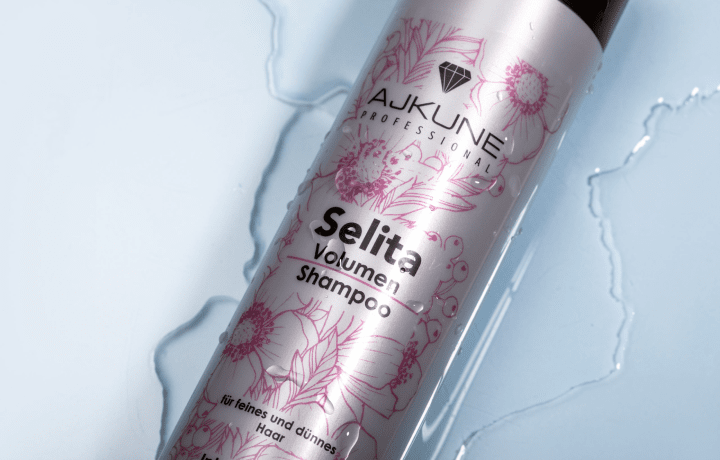 AJKUNE
PROFESSIONAL
Selita
Volumen
Shampoo
für feines und dünnes
Haar